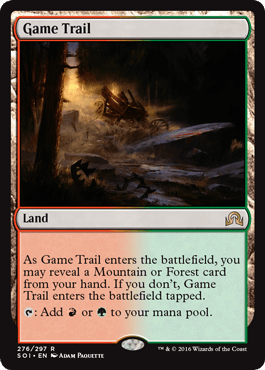 Game Trail
Land
As Game Trail enters the battlefield, you
may reveal a Mountain or Forest card
from your hand. If you don't, Game
Trail enters the battlefield tapped.
: Add or to your mana pool.
276/297 R
SOI • EN Adam Paquette
™ & © 2016 Wizards of the Coast